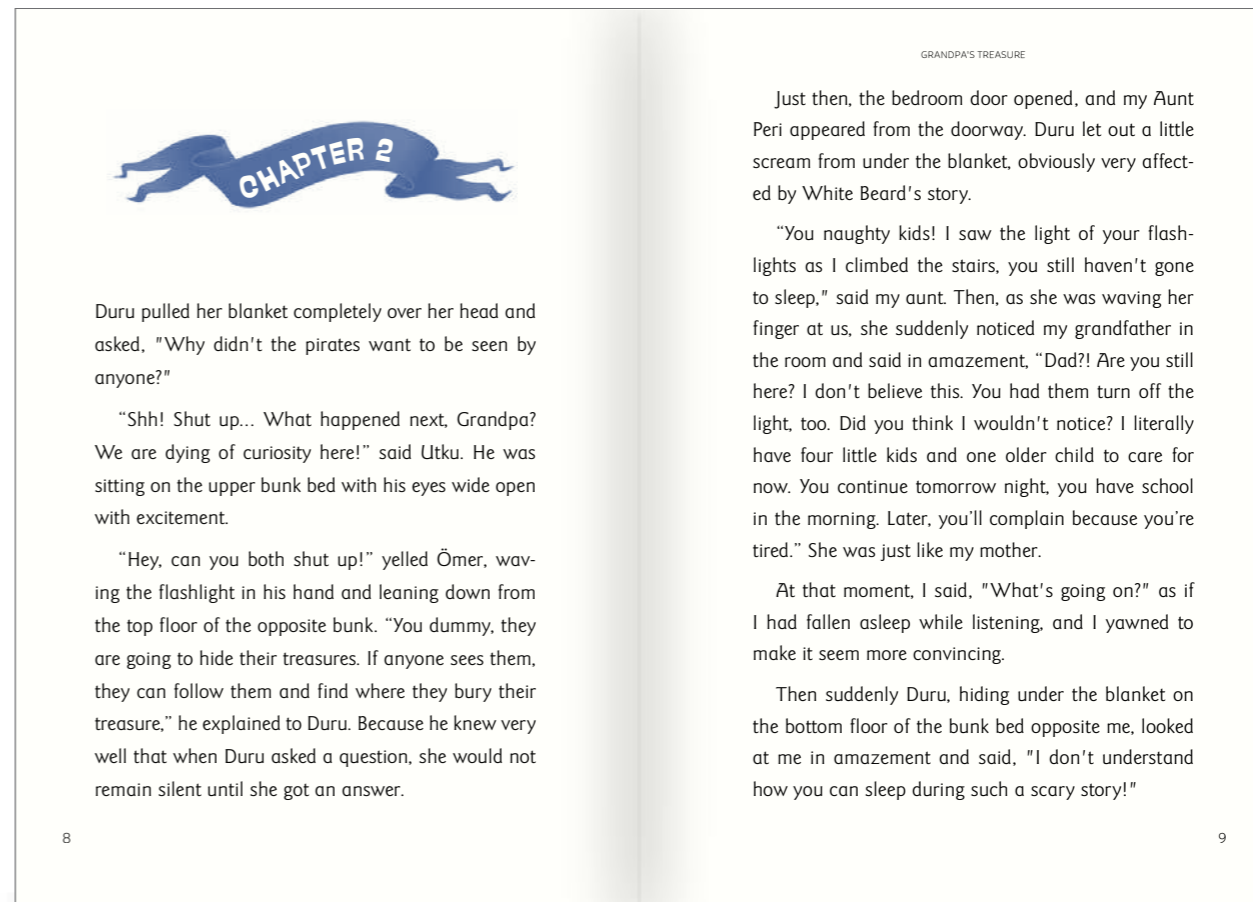 CHAPTER 2
Duru pulled her blanket completely over her head and
asked, "Why didn't the pirates want to be seen by
anyone?"
“Shh! Shut up... What happened next, Grandpa?
We are dying of curiosity here!” said Utku. He was
sitting on the upper bunk bed with his eyes wide open
with excitement.
“Hey, can you both shut up!” yelled Ömer, wav-
ing the flashlight in his hand and leaning down from
the top floor of the opposite bunk. “You dummy, they
are going to hide their treasures. If anyone sees them,
they can follow them and find where they bury their
treasure,” he explained to Duru. Because he knew very
well that when Duru asked a question, she would not
remain silent until she got an answer.
8
GRANDPA'S TREASURE
Just then, the bedroom door opened, and my Aunt
Peri appeared from the doorway. Duru let out a little
scream from under the blanket, obviously very affect-
ed by White Beard's story.
“You naughty kids! I saw the light of your flash-
lights as I climbed the stairs, you still haven't gone
to sleep," said my aunt. Then, as she was waving her
finger at us, she suddenly noticed my grandfather in
the room and said in amazement, “Dad?! Are you still
here? I don't believe this. You had them turn off the
light, too. Did you think I wouldn't notice? I literally
have four little kids and one older child to care for
now. You continue tomorrow night, you have school
in the morning. Later, you’ll complain because you’re
tired.” She was just like my mother.
At that moment, I said, "What's going on?" as if
I had fallen asleep while listening, and I yawned to
make it seem more convincing.
Then suddenly Duru, hiding under the blanket on
the bottom floor of the bunk bed opposite me, looked
at me in amazement and said, "I don't understand
how you can sleep during such a scary story!"
9